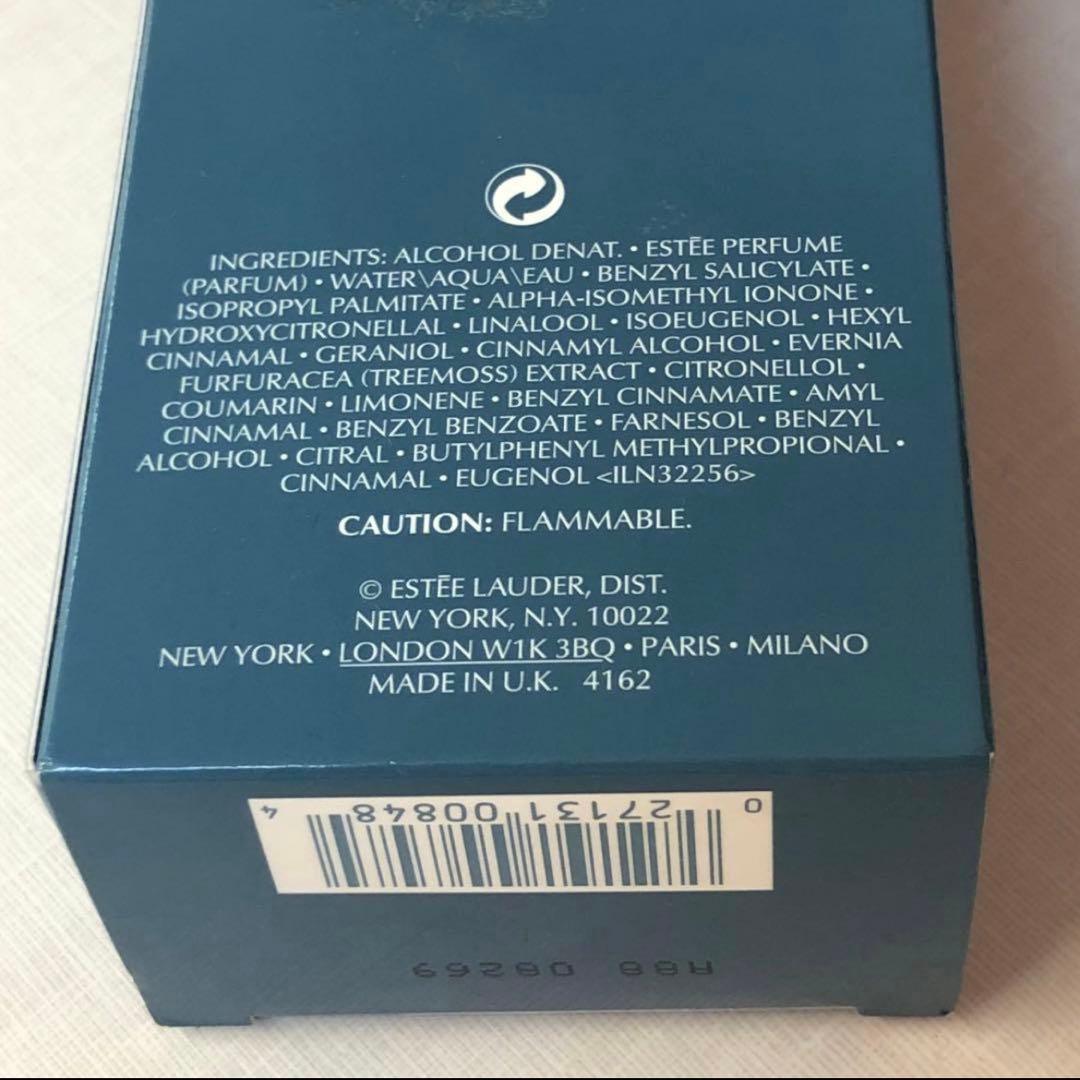 INGREDIENTS: ALCOHOL DENAT. • ESTĒE PERFUME
(PARFUM) • WATER\AQUA\EAU • BENZYL SALICYLATE •
ISOPROPYL PALMITATE • ALPHA-ISOMETHYL IONONE •
HYDROXYCITRONELLAL • LINALOOL • ISOEUGENOL • HEXYL
CINNAMAL • GERANIOL • CINNAMYL ALCOHOL • EVERNIA
FURFURACEA (TREEMOSS) EXTRACT • CITRONELLOL •
COUMARIN • LIMONENE • BENZYL CINNAMATE • AMYL
CINNAMAL • BENZYL BENZOATE • FARNESOL • BENZYL
ALCOHOL • CITRAL • BUTYLPHENYL METHYLPROPIONAL •
CINNAMAL • EUGENOL <ILN32256>
CAUTION: FLAMMABLE.
© ESTĒE LAUDER, DIST.
NEW YORK, N.Y. 10022
NEW YORK • LONDON W1K 3BQ • PARIS • MILANO
MADE IN U.K. 4162
0 27131 00848 4
A88 08269